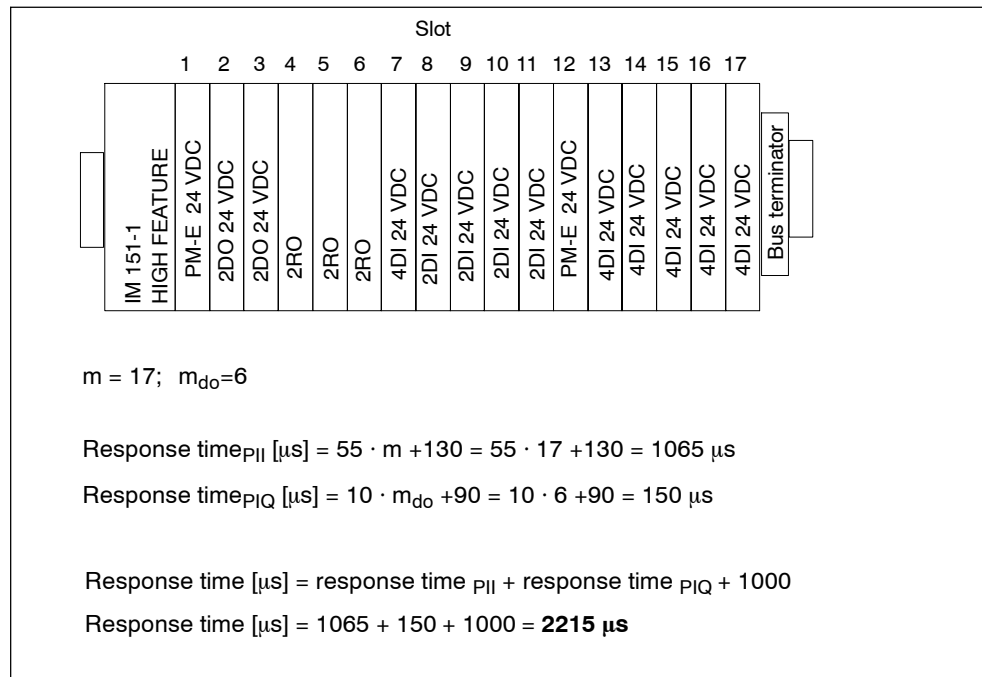 Slot
1 2 3 4 5 6 7 8 9 10 11 12 13 14 15 16 17
IM 151-1
HIGH FEATURE
PM-E 24 VDC
2DO 24 VDC
2DO 24 VDC
2RO
2RO
2RO
4DI 24 VDC
2DI 24 VDC
2DI 24 VDC
2DI 24 VDC
2DI 24 VDC
PM-E 24 VDC
4DI 24 VDC
4DI 24 VDC
4DI 24 VDC
4DI 24 VDC
4DI 24 VDC
Bus terminator
m = 17; mdo=6
Response timePII [μs] = 55 · m +130 = 55 · 17 +130 = 1065 μs
Response timePIQ [μs] = 10 · mdo +90 = 10 · 6 +90 = 150 μs
Response time [μs] = response time PII + response time PIQ + 1000
Response time [μs] = 1065 + 150 + 1000 = 2215 μs